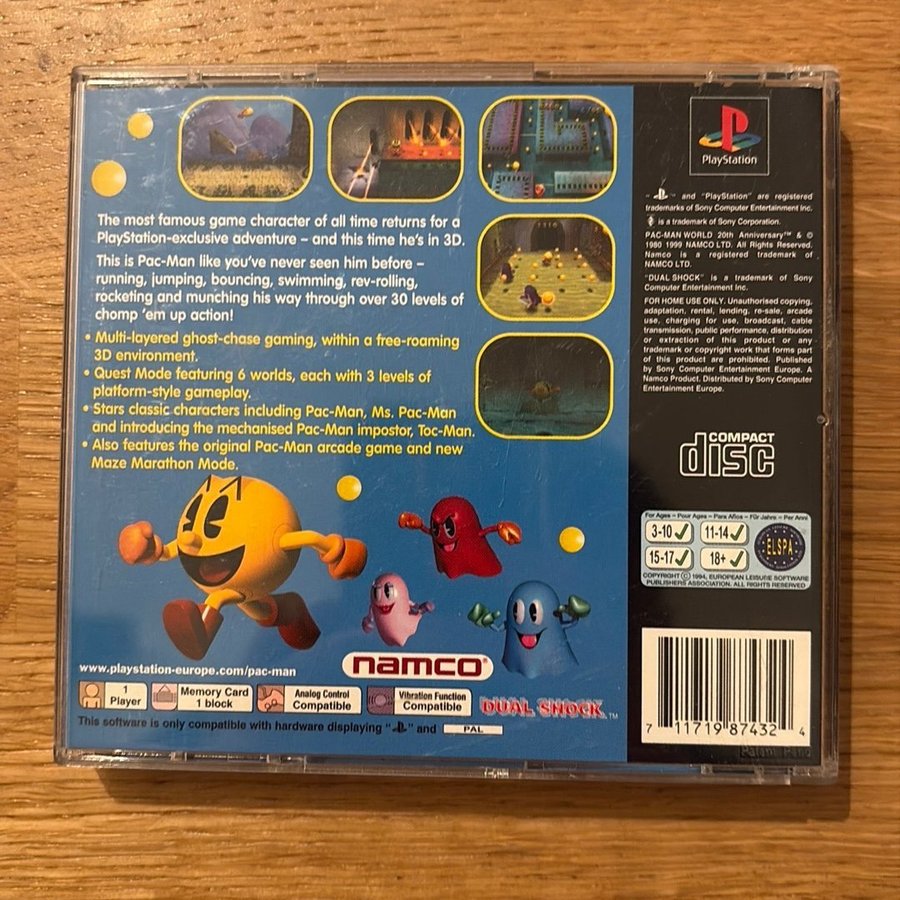 The most famous game character of all time returns for a
PlayStation-exclusive adventure – and this time he's in 3D.
This is Pac-Man like you've never seen him before –
running, jumping, bouncing, swimming, rev-rolling,
rocketing and munching his way through over 30 levels of
chomp 'em up action!
• Multi-layered ghost-chase gaming, within a free-roaming
3D environment.
• Quest Mode featuring 6 worlds, each with 3 levels of
platform-style gameplay.
• Stars classic characters including Pac-Man, Ms. Pac-Man
and introducing the mechanised Pac-Man impostor, Toc-Man.
• Also features the original Pac-Man arcade game and new
Maze Marathon Mode.
www.playstation-europe.com/pac-man
namco®
1
Player
Memory Card
1 block
Analog Control
Compatible
Vibration Function
Compatible
DUAL SHOCK™
This software is only compatible with hardware displaying " " and PAL
PlayStation
" " and "PlayStation" are registered
trademarks of Sony Computer Entertainment Inc.
is a trademark of Sony Corporation.
PAC-MAN WORLD 20th Anniversary™ & ©
1980 1999 NAMCO LTD. All Rights Reserved.
Namco is a registered trademark of
NAMCO LTD.
"DUAL SHOCK" is a trademark of Sony
Computer Entertainment Inc.
FOR HOME USE ONLY. Unauthorised copying,
adaptation, rental, lending, re-sale, arcade
use, charging for use, broadcast, cable
transmission, public performance, distribution
or extraction of this product or any
trademark or copyright work that forms part
of this product are prohibited. Published
by Sony Computer Entertainment Europe. A
Namco Product. Distributed by Sony Computer
Entertainment Europe.
COMPACT
disc
For Ages – Pour Ages – Para Años – Für Jahre – Per Anni
3-10 11-14
15-17 18+
ELSPA
COPYRIGHT © 1994, EUROPEAN LEISURE SOFTWARE
PUBLISHERS ASSOCIATION. ALL RIGHTS RESERVED
7 11719 87432 4